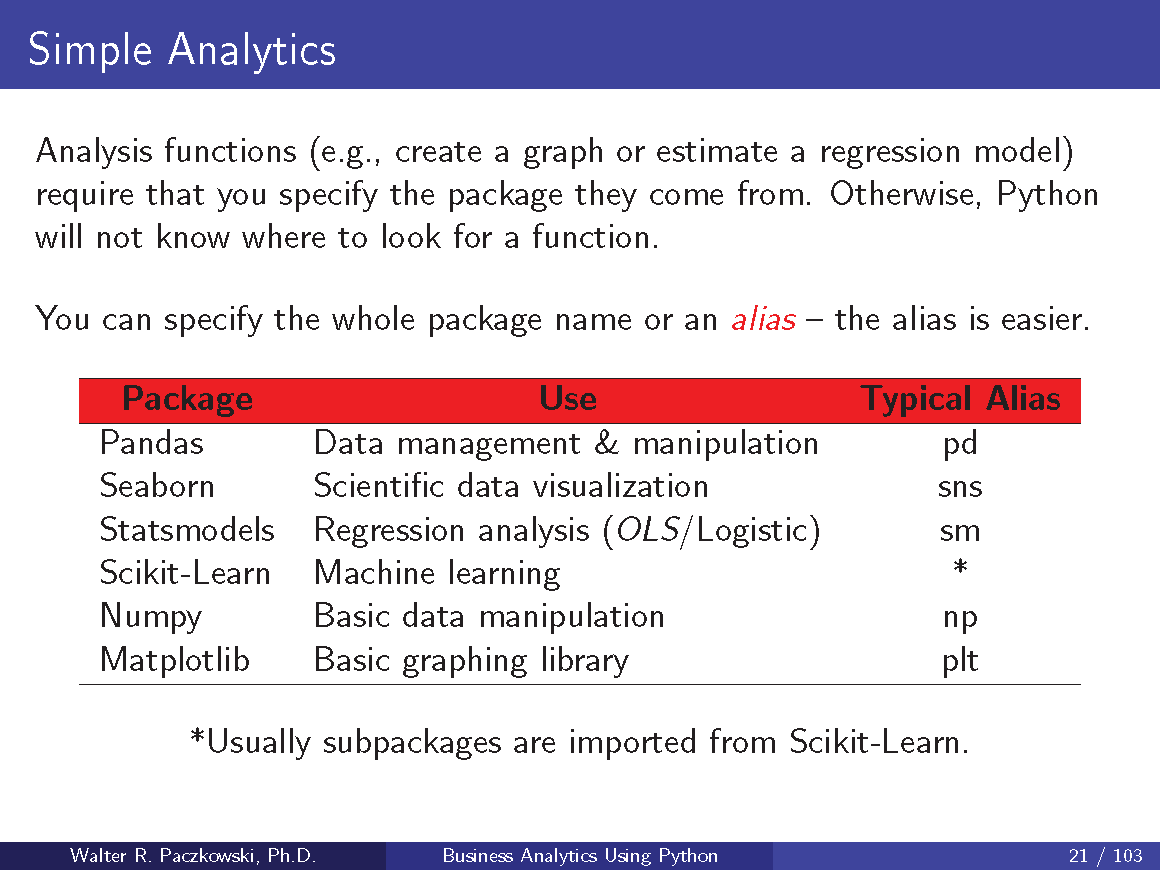 Simple Analytics
Analysis functions (e.g., create a graph or estimate a regression model)
require that you specify the package they come from. Otherwise, Python
will not know where to look for a function.
You can specify the whole package name or an alias – the alias is easier.
Package Use Typical Alias
Pandas Data management & manipulation pd
Seaborn Scientific data visualization sns
Statsmodels Regression analysis (OLS/Logistic) sm
Scikit-Learn Machine learning *
Numpy Basic data manipulation np
Matplotlib Basic graphing library plt
*Usually subpackages are imported from Scikit-Learn.
Walter R. Paczkowski, Ph.D. Business Analytics Using Python 21 / 103